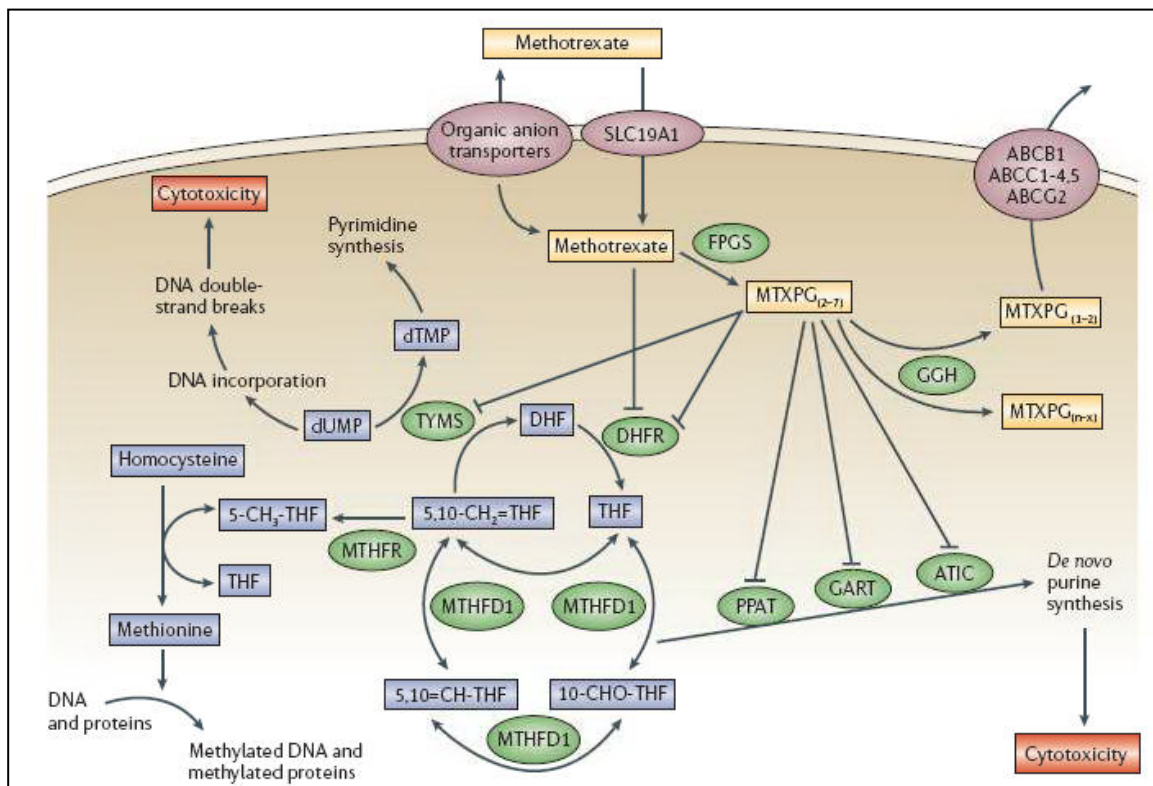 Methotrexate
Organic anion
transporters
SLC19A1
ABCB1
ABCC1-4,5
ABCG2
Cytotoxicity
Pyrimidine
synthesis
Methotrexate
FPGS
DNA double-
strand breaks
MTXPG(2–7)
MTXPG(1–2)
dTMP
GGH
DNA incorporation
dUMP
TYMS
DHF
DHFR
MTXPG(n-x)
Homocysteine
5-CH₃-THF
5,10-CH₂=THF
THF
MTHFR
THF
MTHFD1
MTHFD1
PPAT
GART
ATIC
De novo
purine
synthesis
Methionine
5,10=CH-THF
10-CHO-THF
DNA
and proteins
MTHFD1
Methylated DNA and
methylated proteins
Cytotoxicity